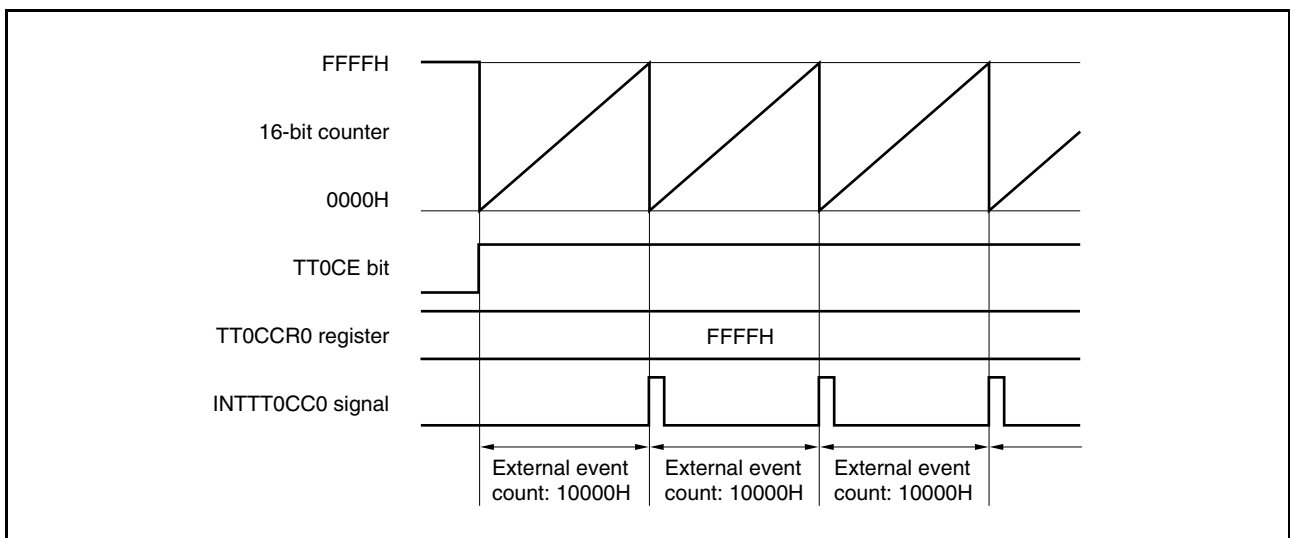 FFFFH
16-bit counter
0000H
TT0CE bit
TT0CCR0 register
FFFFH
INTTT0CC0 signal
External event
count: 10000H
External event
count: 10000H
External event
count: 10000H